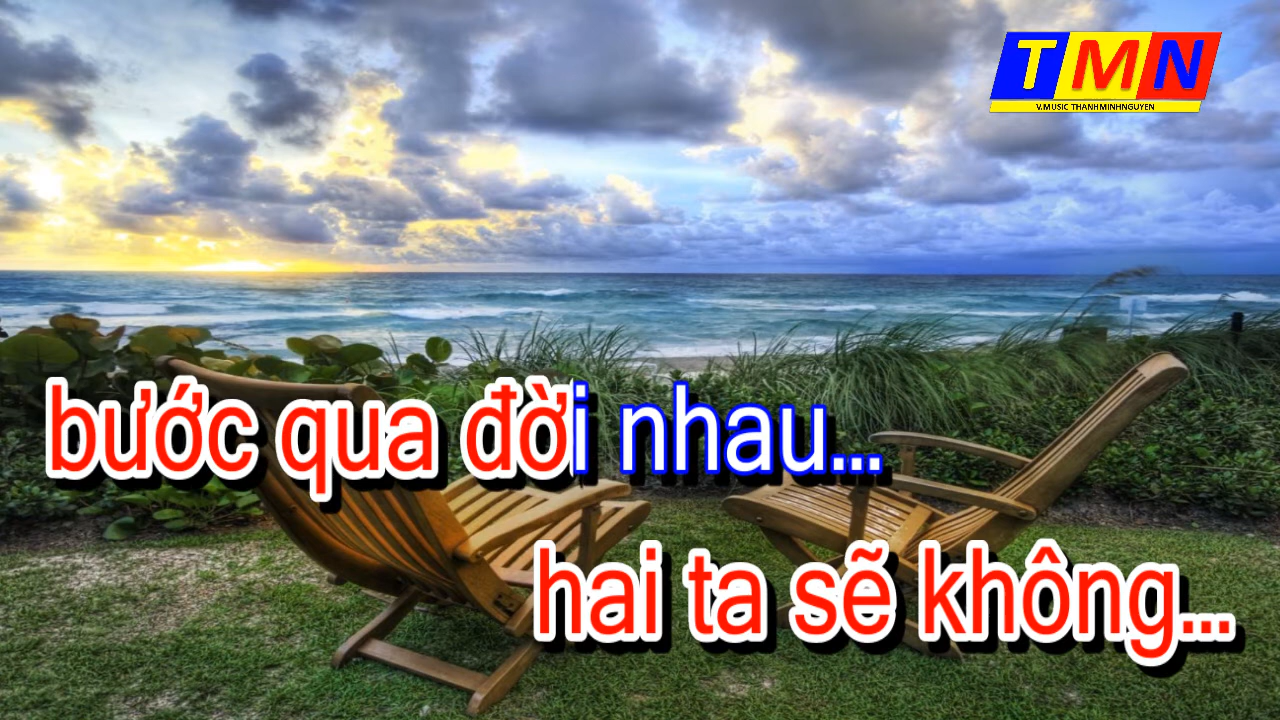 TMN
V.MUSIC THANHMINHNGUYEN
bước qua đời nhau...
hai ta sẽ không...